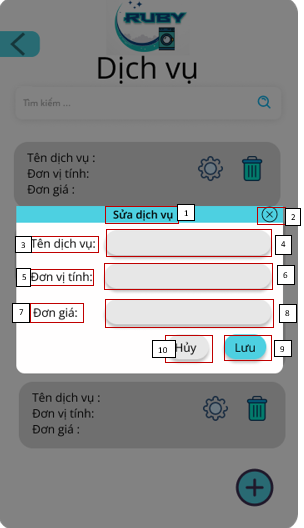 RUBY
Dịch vụ
Tìm kiếm ...
Tên dịch vụ :
Đơn vị tính:
Đơn giá :
Sửa dịch vụ 1
2
3 Tên dịch vụ: 4
5 Đơn vị tính: 6
7 Đơn giá: 8
10 Hủy Lưu 9
Tên dịch vụ :
Đơn vị tính:
Đơn giá :